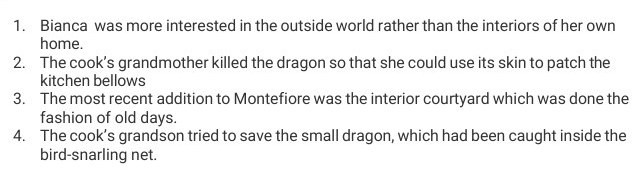 1. Bianca was more interested in the outside world rather than the interiors of her own
home.
2. The cook's grandmother killed the dragon so that she could use its skin to patch the
kitchen bellows
3. The most recent addition to Montefiore was the interior courtyard which was done the
fashion of old days.
4. The cook's grandson tried to save the small dragon, which had been caught inside the
bird-snarling net.